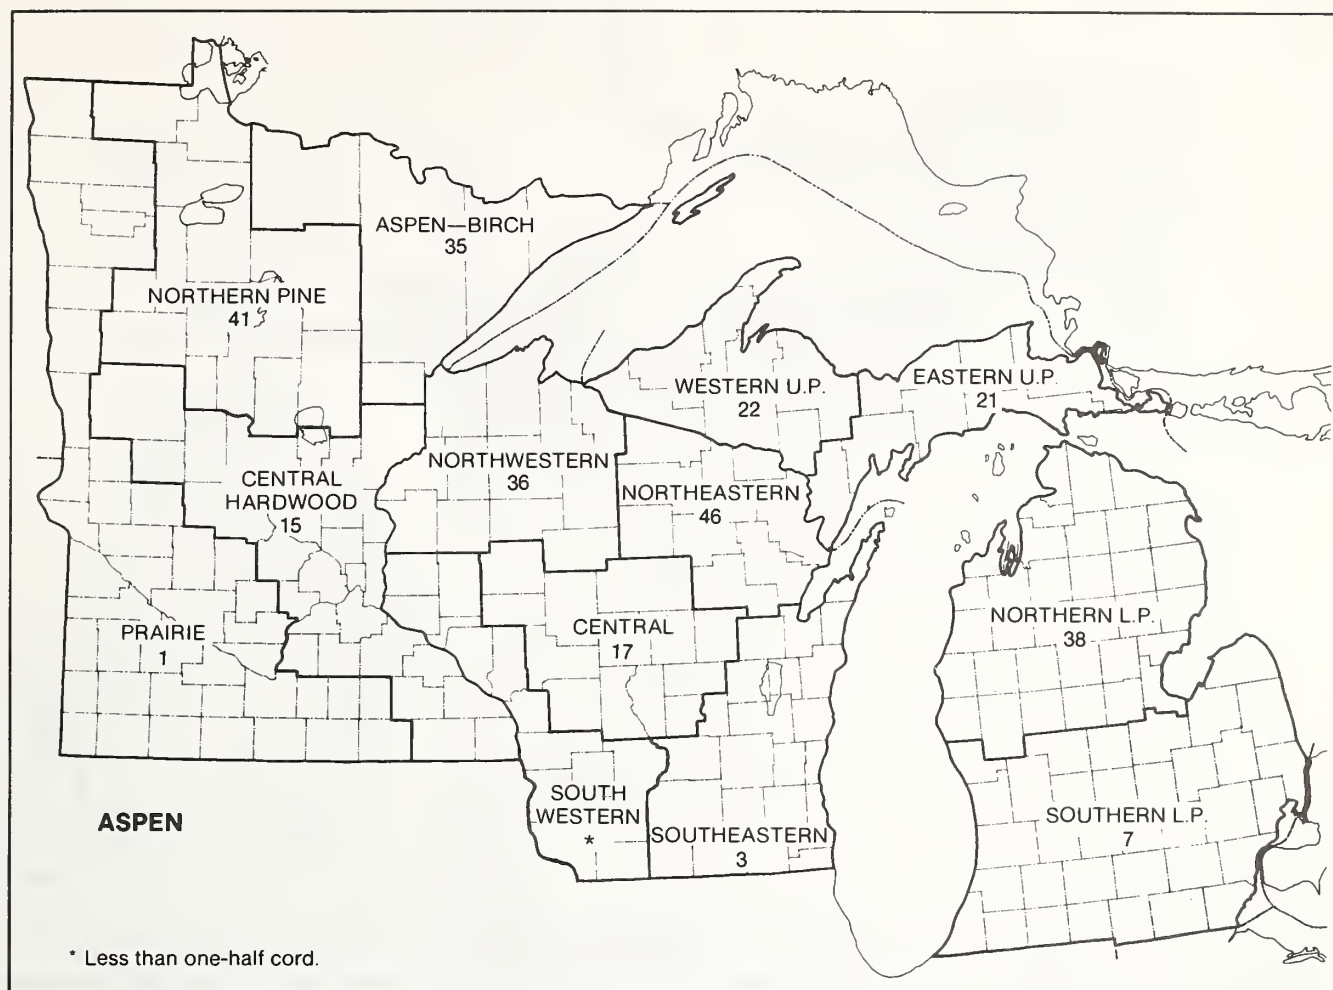 ASPEN—BIRCH
35
NORTHERN PINE
41
WESTERN U.P.
22
EASTERN U.P.
21
NORTHWESTERN
36
NORTHEASTERN
46
CENTRAL
HARDWOOD
15
PRAIRIE
1
CENTRAL
17
NORTHERN L.P.
38
SOUTH
WESTERN
*
SOUTHEASTERN
3
SOUTHERN L.P.
7
ASPEN
* Less than one-half cord.